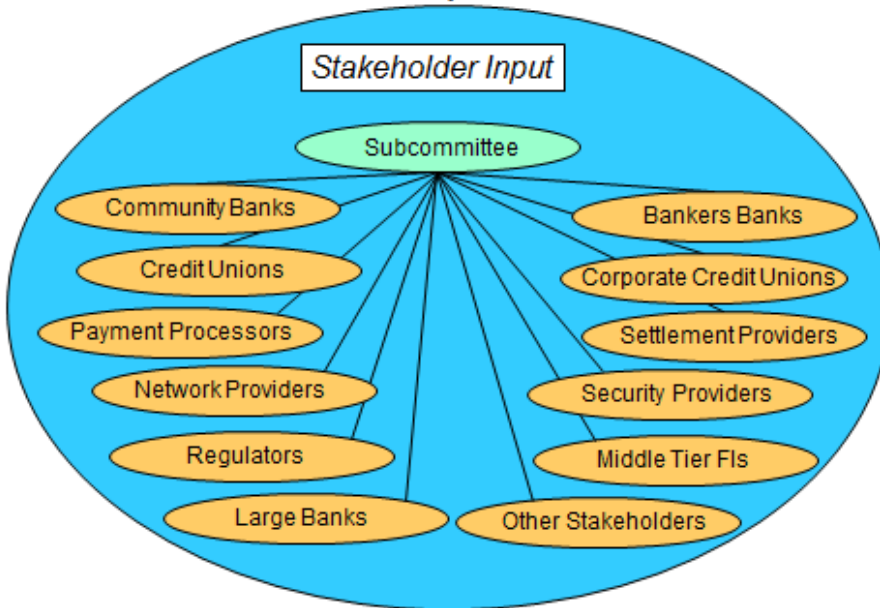 Stakeholder Input
Subcommittee
Community Banks
Bankers Banks
Credit Unions
Corporate Credit Unions
Payment Processors
Settlement Providers
Network Providers
Security Providers
Regulators
Middle Tier FIs
Large Banks
Other Stakeholders